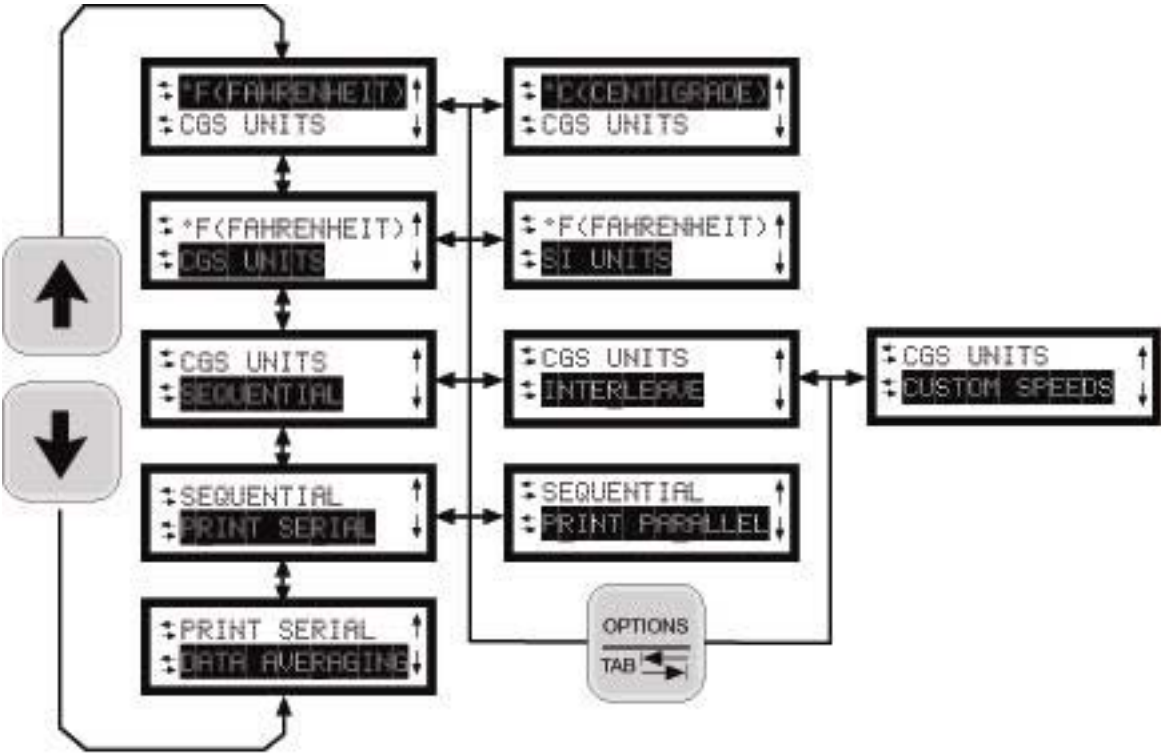 °F(FAHRENHEIT)
CGS UNITS
°C(CENTIGRADE)
CGS UNITS
°F(FAHRENHEIT)
CGS UNITS
°F(FAHRENHEIT)
SI UNITS
CGS UNITS
SEQUENTIAL
CGS UNITS
INTERLEAVE
CGS UNITS
CUSTOM SPEEDS
SEQUENTIAL
PRINT SERIAL
SEQUENTIAL
PRINT PARALLEL
PRINT SERIAL
DATA AVERAGING
OPTIONS
TAB